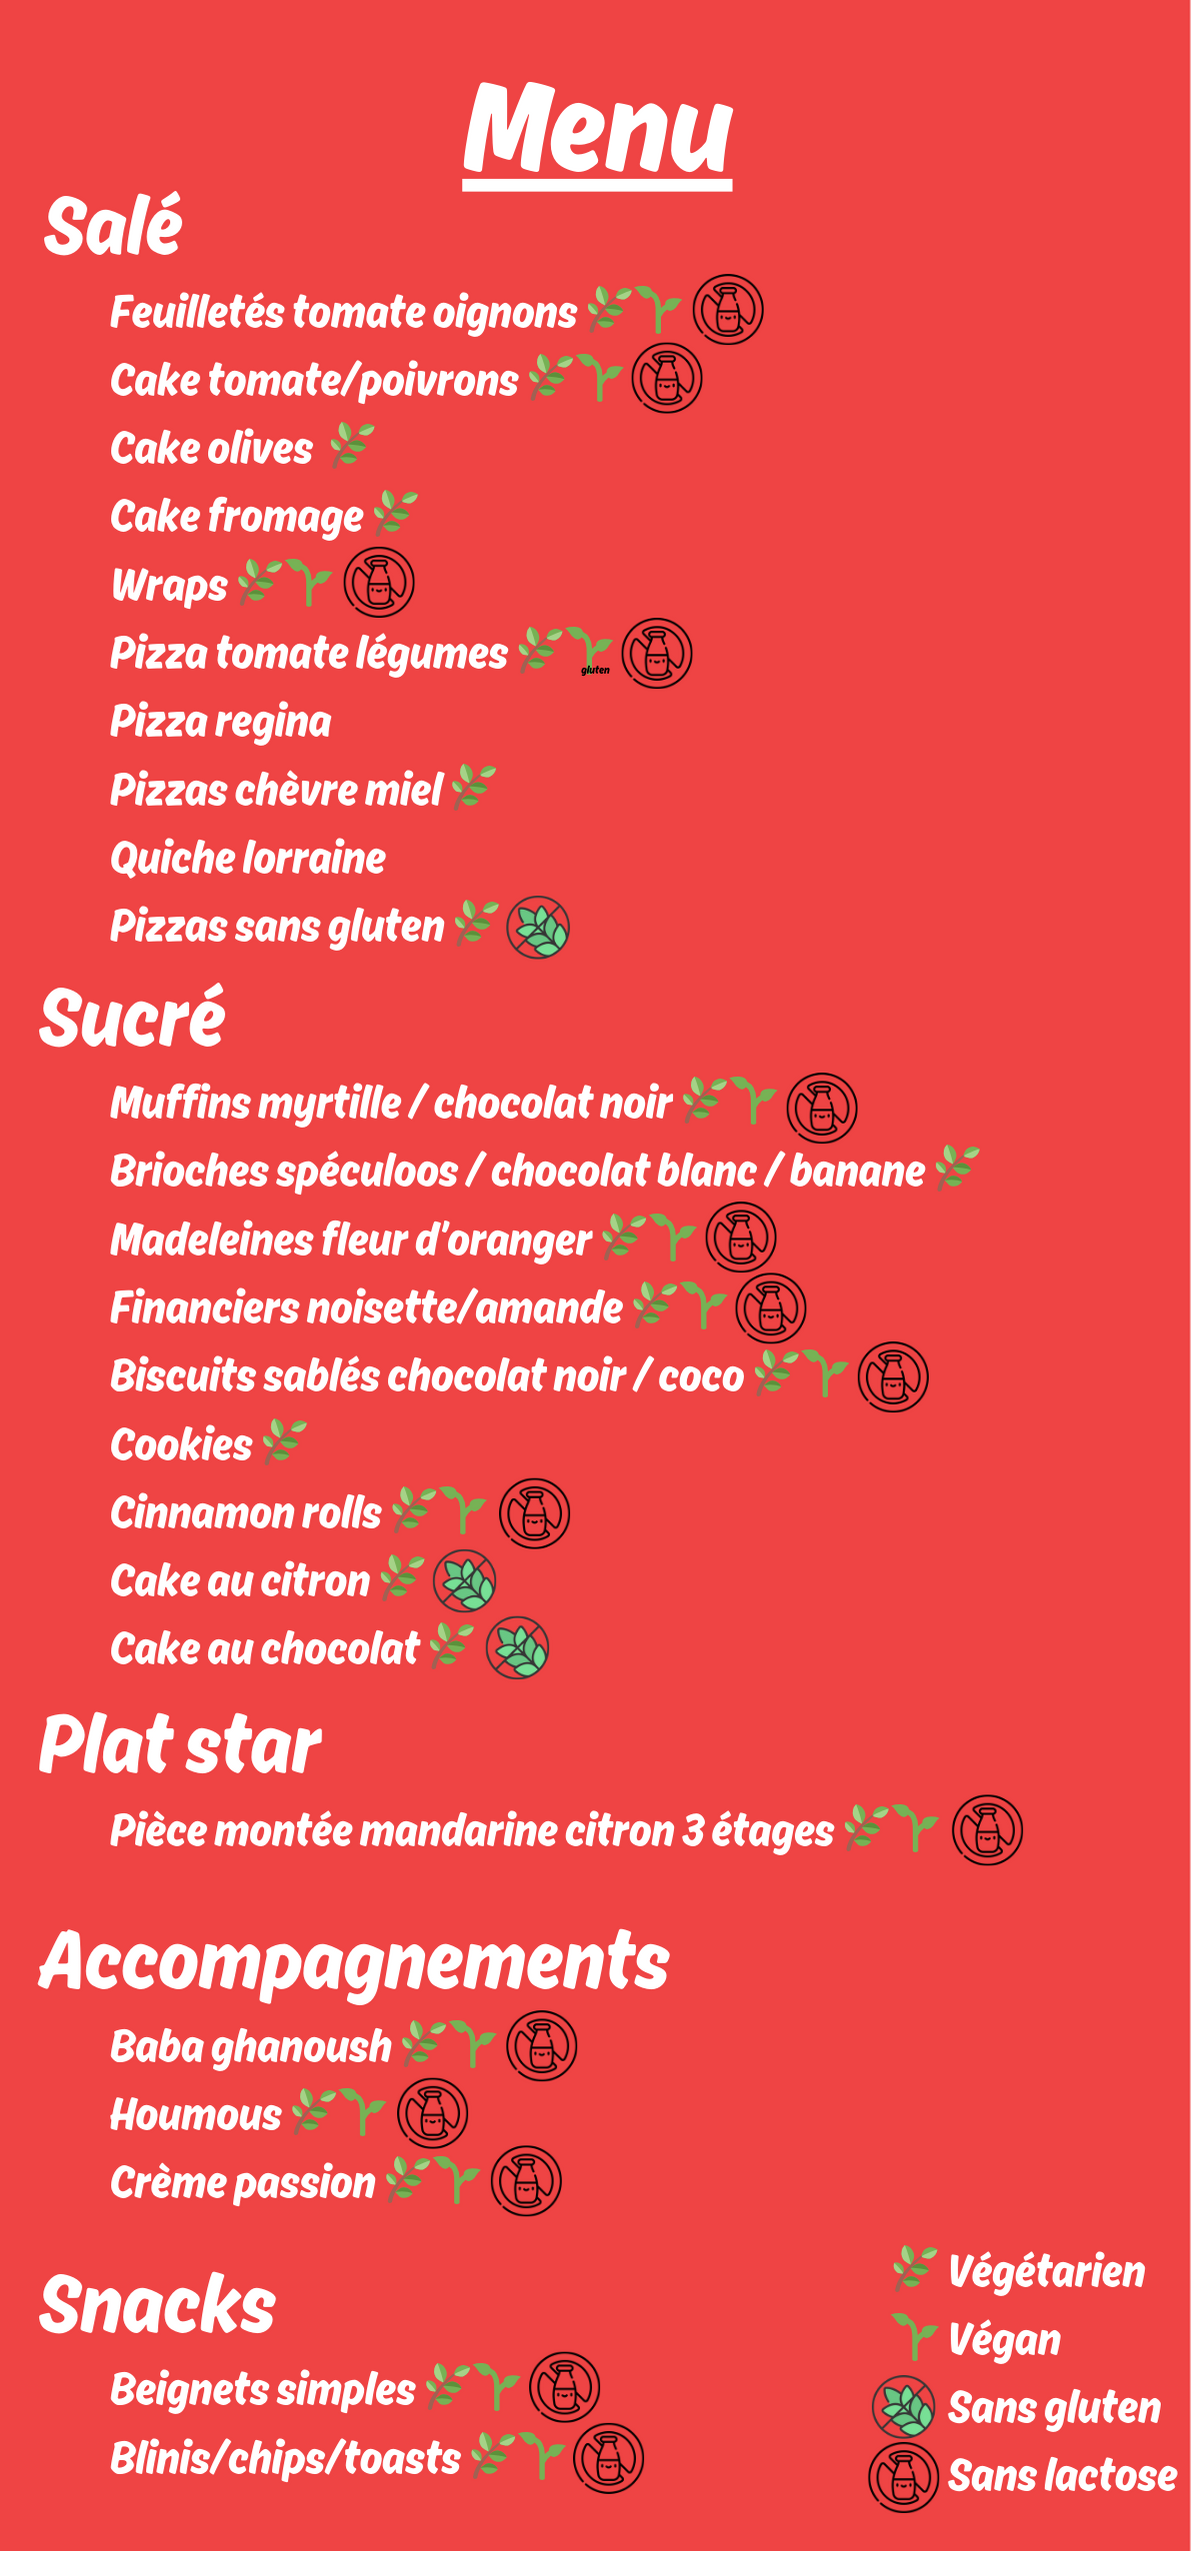 Menu
Salé
Feuilletés tomate oignons
Cake tomate/poivrons
Cake olives
Cake fromage
Wraps
Pizza tomate légumes
gluten
Pizza regina
Pizzas chèvre miel
Quiche lorraine
Pizzas sans gluten
Sucré
Muffins myrtille / chocolat noir
Brioches spéculoos / chocolat blanc / banane
Madeleines fleur d'oranger
Financiers noisette/amande
Biscuits sablés chocolat noir / coco
Cookies
Cinnamon rolls
Cake au citron
Cake au chocolat
Plat star
Pièce montée mandarine citron 3 étages
Accompagnements
Baba ghanoush
Houmous
Crème passion
Snacks
Beignets simples
Blinis/chips/toasts
Végétarien
Végan
Sans gluten
Sans lactose